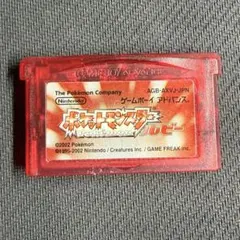 GAME BOY ADVANCE
The Pokémon Company
AGB-AXVJ-JPN
Nintendo
ゲームボーイ アドバンス
ポケットモンスター
ルビー
©2002 Pokémon
©1995-2002 Nintendo / Creatures inc. / GAME FREAK inc.